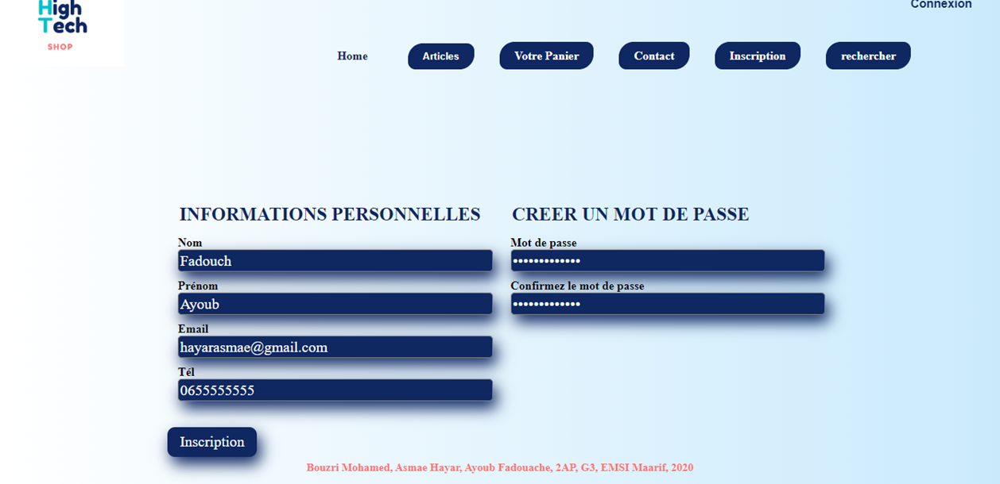 High
Tech
SHOP
Connexion
Home Articles Votre Panier Contact Inscription rechercher
INFORMATIONS PERSONNELLES
Nom
Fadouch
Prénom
Ayoub
Email
hayarasmae@gmail.com
Tél
0655555555
CREER UN MOT DE PASSE
Mot de passe
•••••••••••••
Confirmez le mot de passe
•••••••••••••
Inscription
Bouzri Mohamed, Asmae Hayar, Ayoub Fadouache, 2AP, G3, EMSI Maarif, 2020